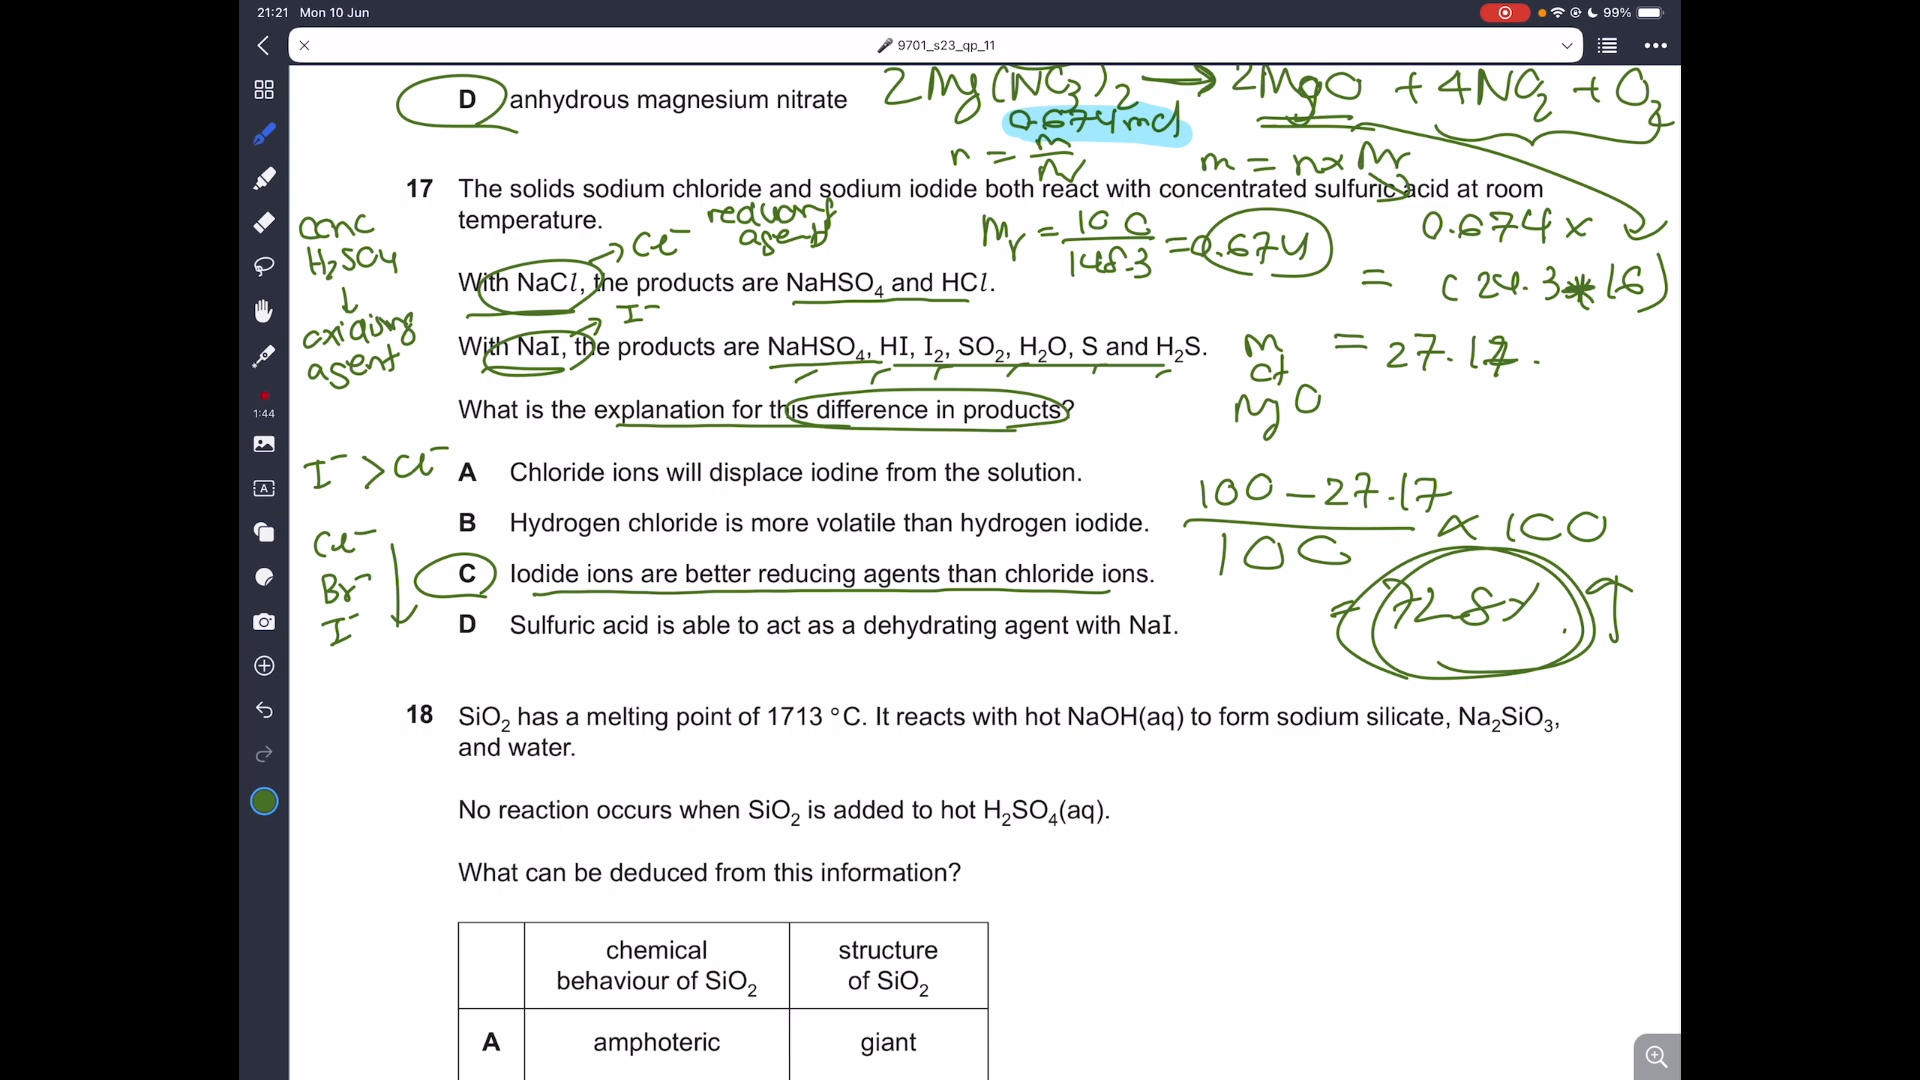 21:21 Mon 10 Jun
99%
9701_s23_qp_11
D anhydrous magnesium nitrate
2Mg(NO3)2 → 2MgO + 4NO2 + O2
0.674 mol
n = m/Mr
m = n × Mr
17 The solids sodium chloride and sodium iodide both react with concentrated sulfuric acid at room
temperature.
conc
H2SO4
↓
oxidising
agent
Cl⁻
agent
Mr = 100/148.3 = 0.674
0.674 ×
= (24.3 * 16)
With NaCl, the products are NaHSO4 and HCl.
I⁻
With NaI, the products are NaHSO4, HI, I2, SO2, H2O, S and H2S.
m
of
MgO
= 27.17.
What is the explanation for this difference in products?
I⁻ > Cl⁻
A Chloride ions will displace iodine from the solution.
B Hydrogen chloride is more volatile than hydrogen iodide.
C Iodide ions are better reducing agents than chloride ions.
D Sulfuric acid is able to act as a dehydrating agent with NaI.
Cl⁻
Br⁻
I⁻
100 – 27.17
100
× 100
= 72.8%
1:44
18 SiO2 has a melting point of 1713 °C. It reacts with hot NaOH(aq) to form sodium silicate, Na2SiO3,
and water.
No reaction occurs when SiO2 is added to hot H2SO4(aq).
What can be deduced from this information?
chemical
behaviour of SiO2
structure
of SiO2
A amphoteric giant